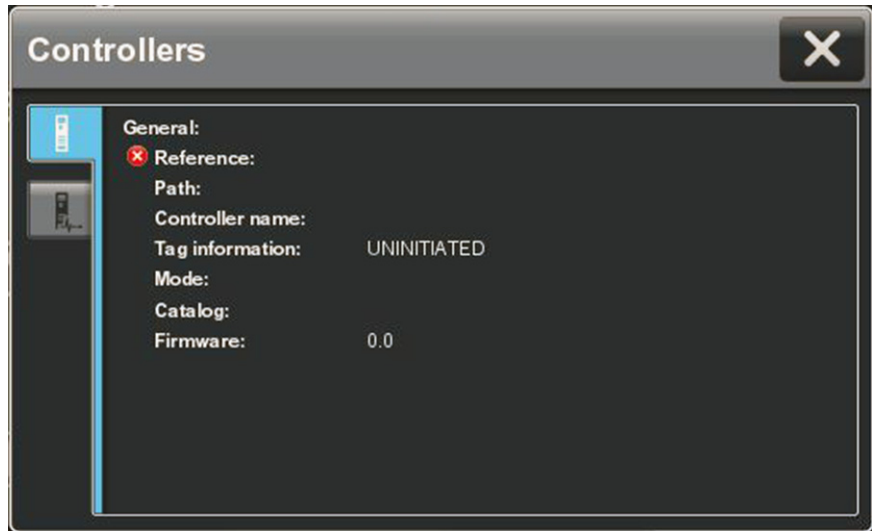 Controllers
General:
Reference:
Path:
Controller name:
Tag information: UNINITIATED
Mode:
Catalog:
Firmware: 0.0